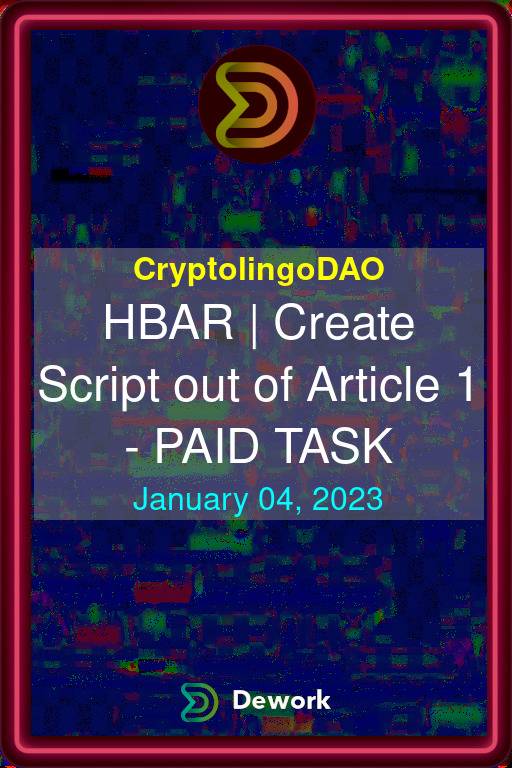 CryptolingoDAO
HBAR | Create
Script out of Article 1
- PAID TASK
January 04, 2023
Dework